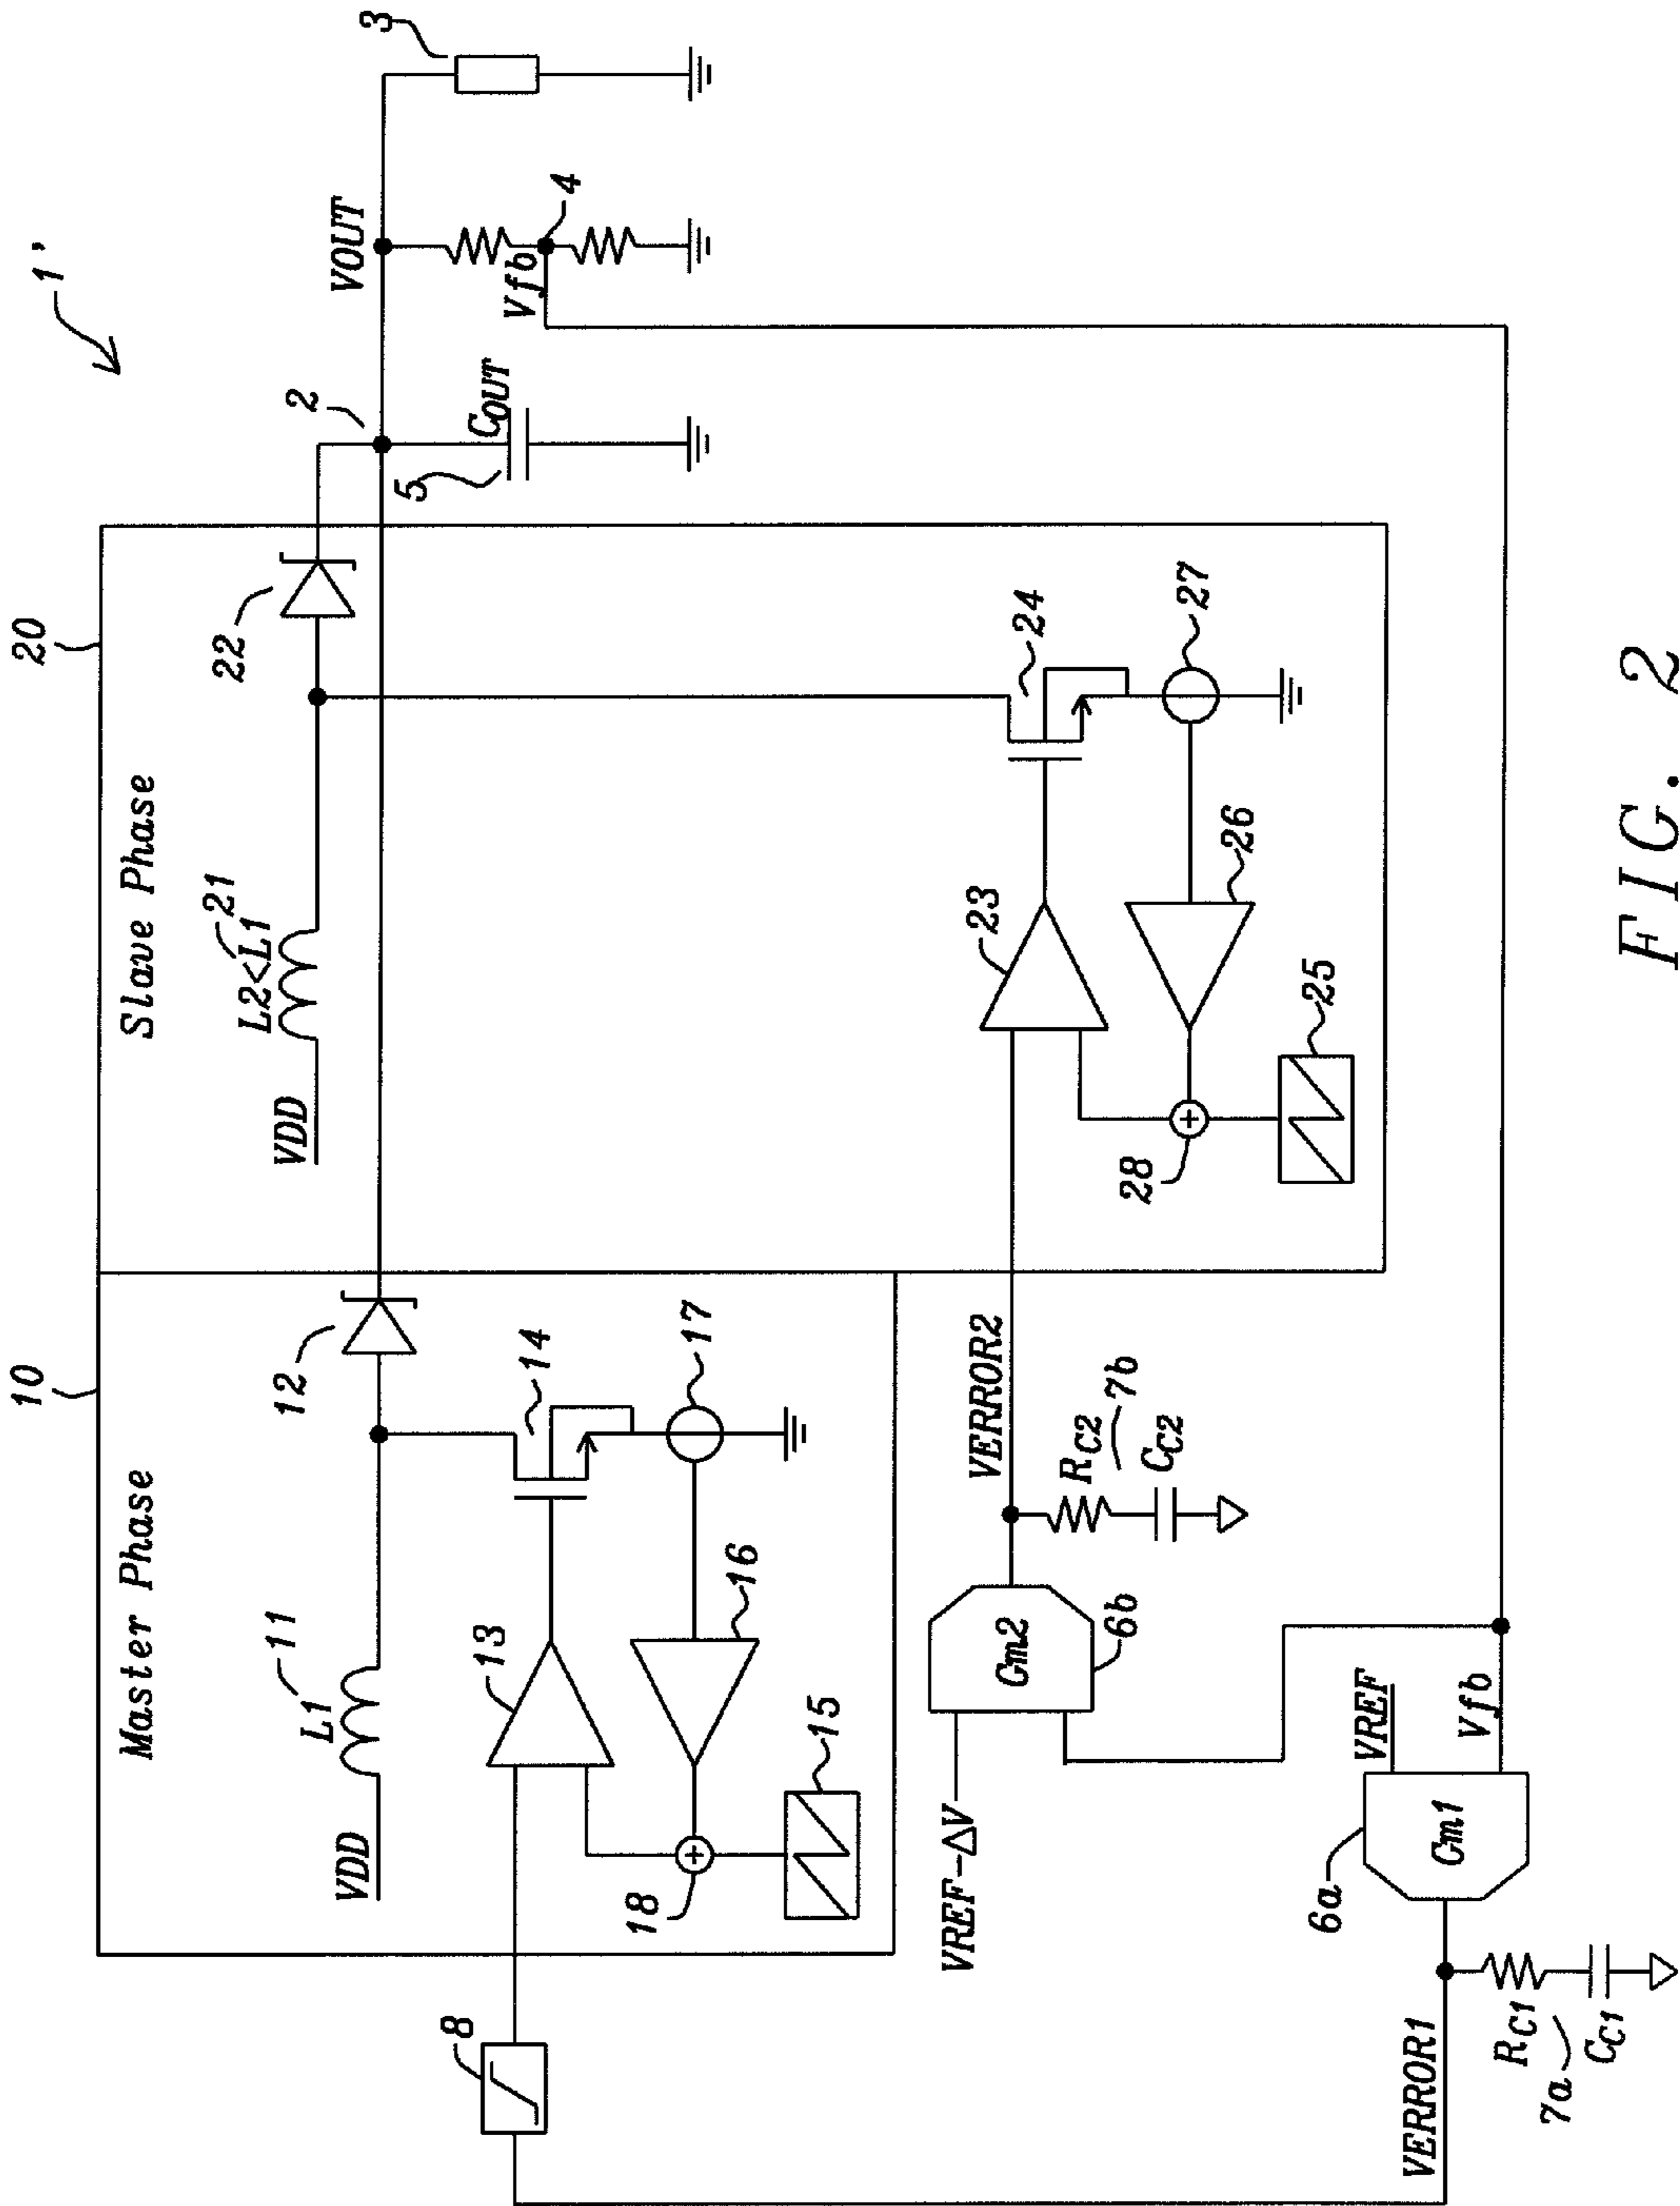 1'
10
20
Master Phase
Slave Phase
L1
11
VDD
12
13
14
15
16
17
18
8
L2<L1
21
VDD
22
23
24
25
26
27
28
2
VOUT
3
4
Vfb
5
COUT
VREF-ΔV
Gm2
6b
VERROR2
RC2
7b
CC2
VREF
Vfb
Gm1
6a
VERROR1
RC1
7a
CC1
FIG. 2